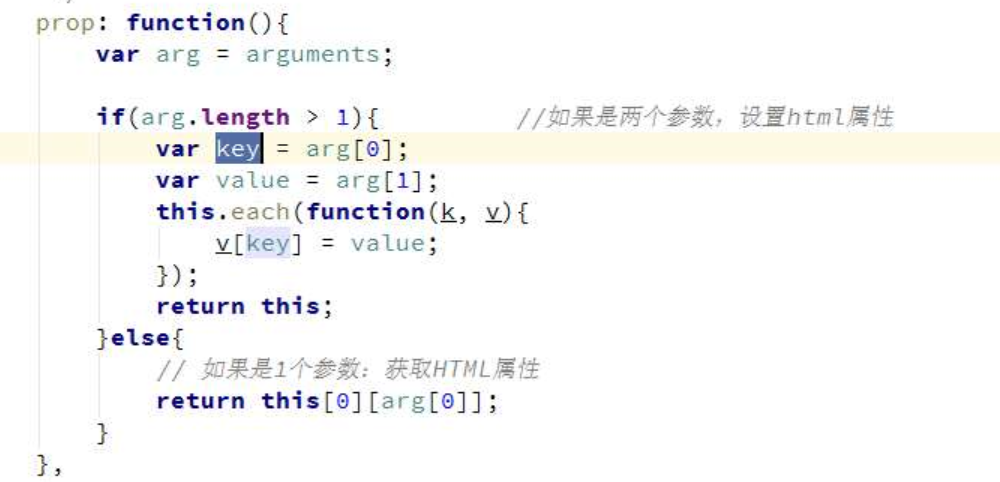 prop: function(){
    var arg = arguments;
    if(arg.length > 1){         //如果是两个参数，设置html属性
        var key = arg[0];
        var value = arg[1];
        this.each(function(k, v){
            v[key] = value;
        });
        return this;
    }else{
        // 如果是1个参数：获取HTML属性
        return this[0][arg[0]];
    }
},